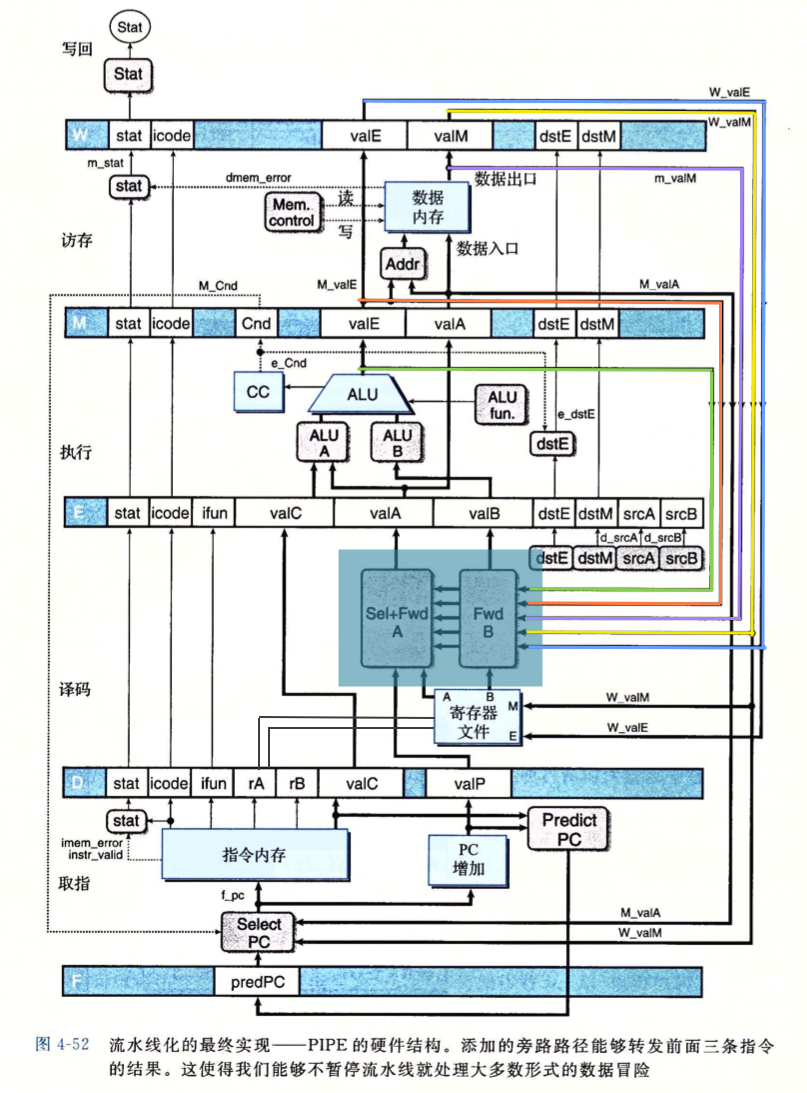 Stat
写回
Stat
W_valE
W stat icode valE valM dstE dstM
W_valM
m_stat
stat
dmem_error
数据出口
m_valM
Mem. control
读
写
数据内存
访存
数据入口
Addr
M_Cnd
M_valE
M_valA
M stat icode Cnd valE valA dstE dstM
e_Cnd
CC
ALU
ALU fun.
e_dstE
ALU A
ALU B
dstE
执行
E stat icode ifun valC valA valB dstE dstM srcA srcB
d_srcA d_srcB
dstE dstM srcA srcB
Sel+Fwd A
Fwd B
译码
A B
M
E
寄存器文件
W_valM
W_valE
D stat icode ifun rA rB valC valP
stat
imem_error
instr_valid
指令内存
PC 增加
Predict PC
取指
f_pc
M_valA
Select PC
W_valM
F predPC
图 4-52 流水线化的最终实现——PIPE 的硬件结构。添加的旁路路径能够转发前面三条指令
的结果。这使得我们能够不暂停流水线就处理大多数形式的数据冒险